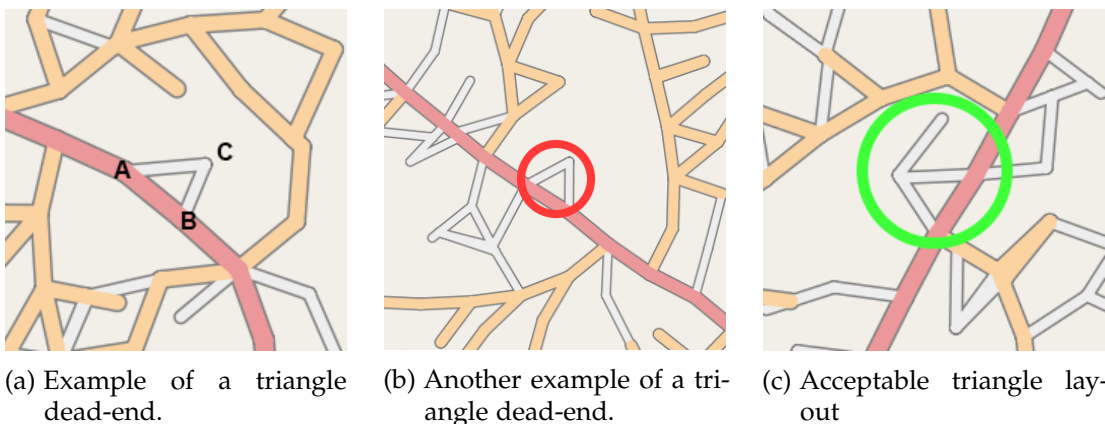 A
C
B
(a) Example of a triangle
dead-end.
(b) Another example of a tri-
angle dead-end.
(c) Acceptable triangle lay-
out